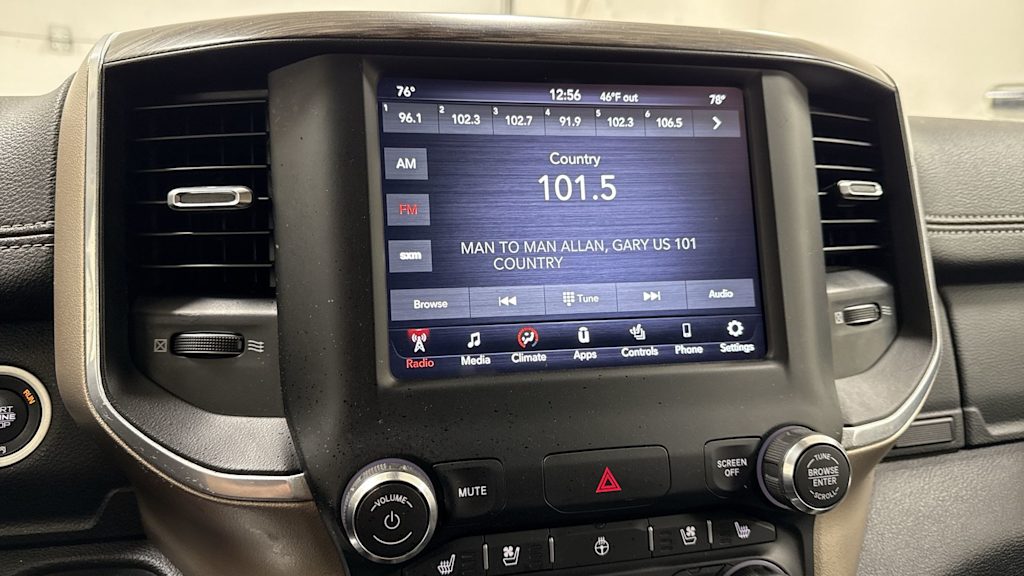 76° 12:56 46°F out 78°
1 96.1 2 102.3 3 102.7 4 91.9 5 102.3 6 106.5
AM
Country
101.5
FM
MAN TO MAN ALLAN, GARY US 101
COUNTRY
sxm
Browse Tune Audio
Radio Media Climate Apps Controls Phone Settings
RUN
VOLUME
MUTE
SCREEN
OFF
TUNE
BROWSE
ENTER
SCROLL